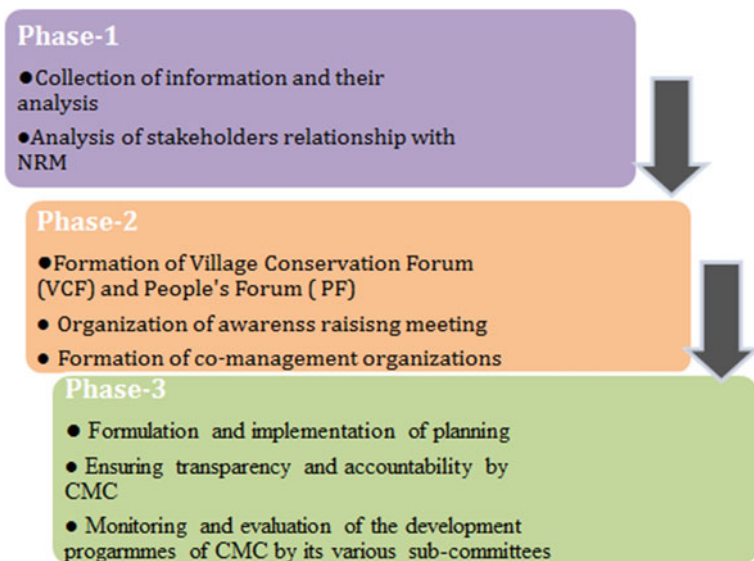 Phase-1
●Collection of information and their
analysis
●Analysis of stakeholders relationship with
NRM
Phase-2
●Formation of Village Conservation Forum
(VCF) and People's Forum ( PF)
● Organization of awarenss raisisng meeting
● Formation of co-management organizations
Phase-3
● Formulation and implementation of planning
● Ensuring transparency and accountability by
CMC
● Monitoring and evaluation of the development
progarmmes of CMC by its various sub-committees